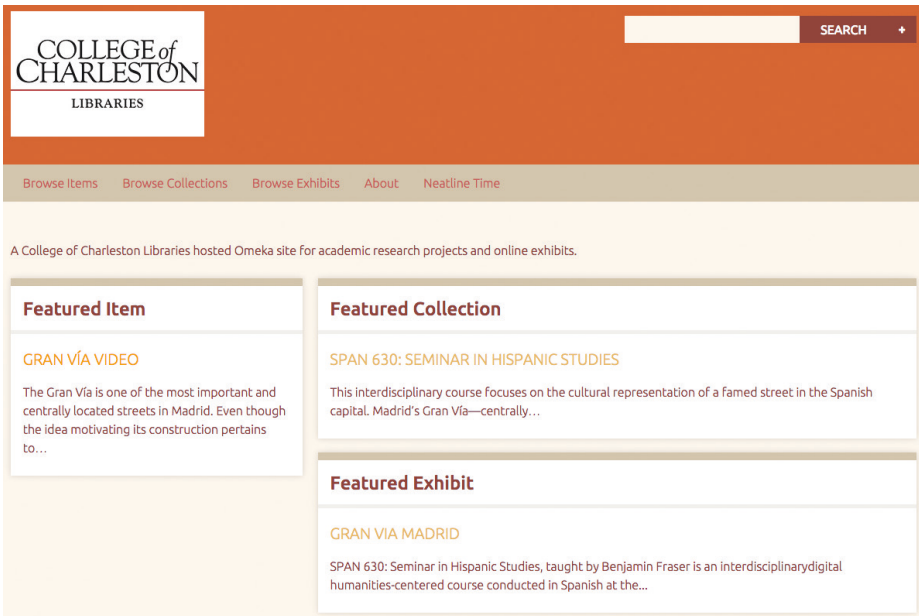 COLLEGE of
CHARLESTON
LIBRARIES
SEARCH +
Browse Items Browse Collections Browse Exhibits About Neatline Time
A College of Charleston Libraries hosted Omeka site for academic research projects and online exhibits.
Featured Item
GRAN VÍA VIDEO
The Gran Vía is one of the most important and
centrally located streets in Madrid. Even though
the idea motivating its construction pertains
to…
Featured Collection
SPAN 630: SEMINAR IN HISPANIC STUDIES
This interdisciplinary course focuses on the cultural representation of a famed street in the Spanish
capital. Madrid's Gran Vía—centrally…
Featured Exhibit
GRAN VIA MADRID
SPAN 630: Seminar in Hispanic Studies, taught by Benjamin Fraser is an interdisciplinarydigital
humanities-centered course conducted in Spanish at the...